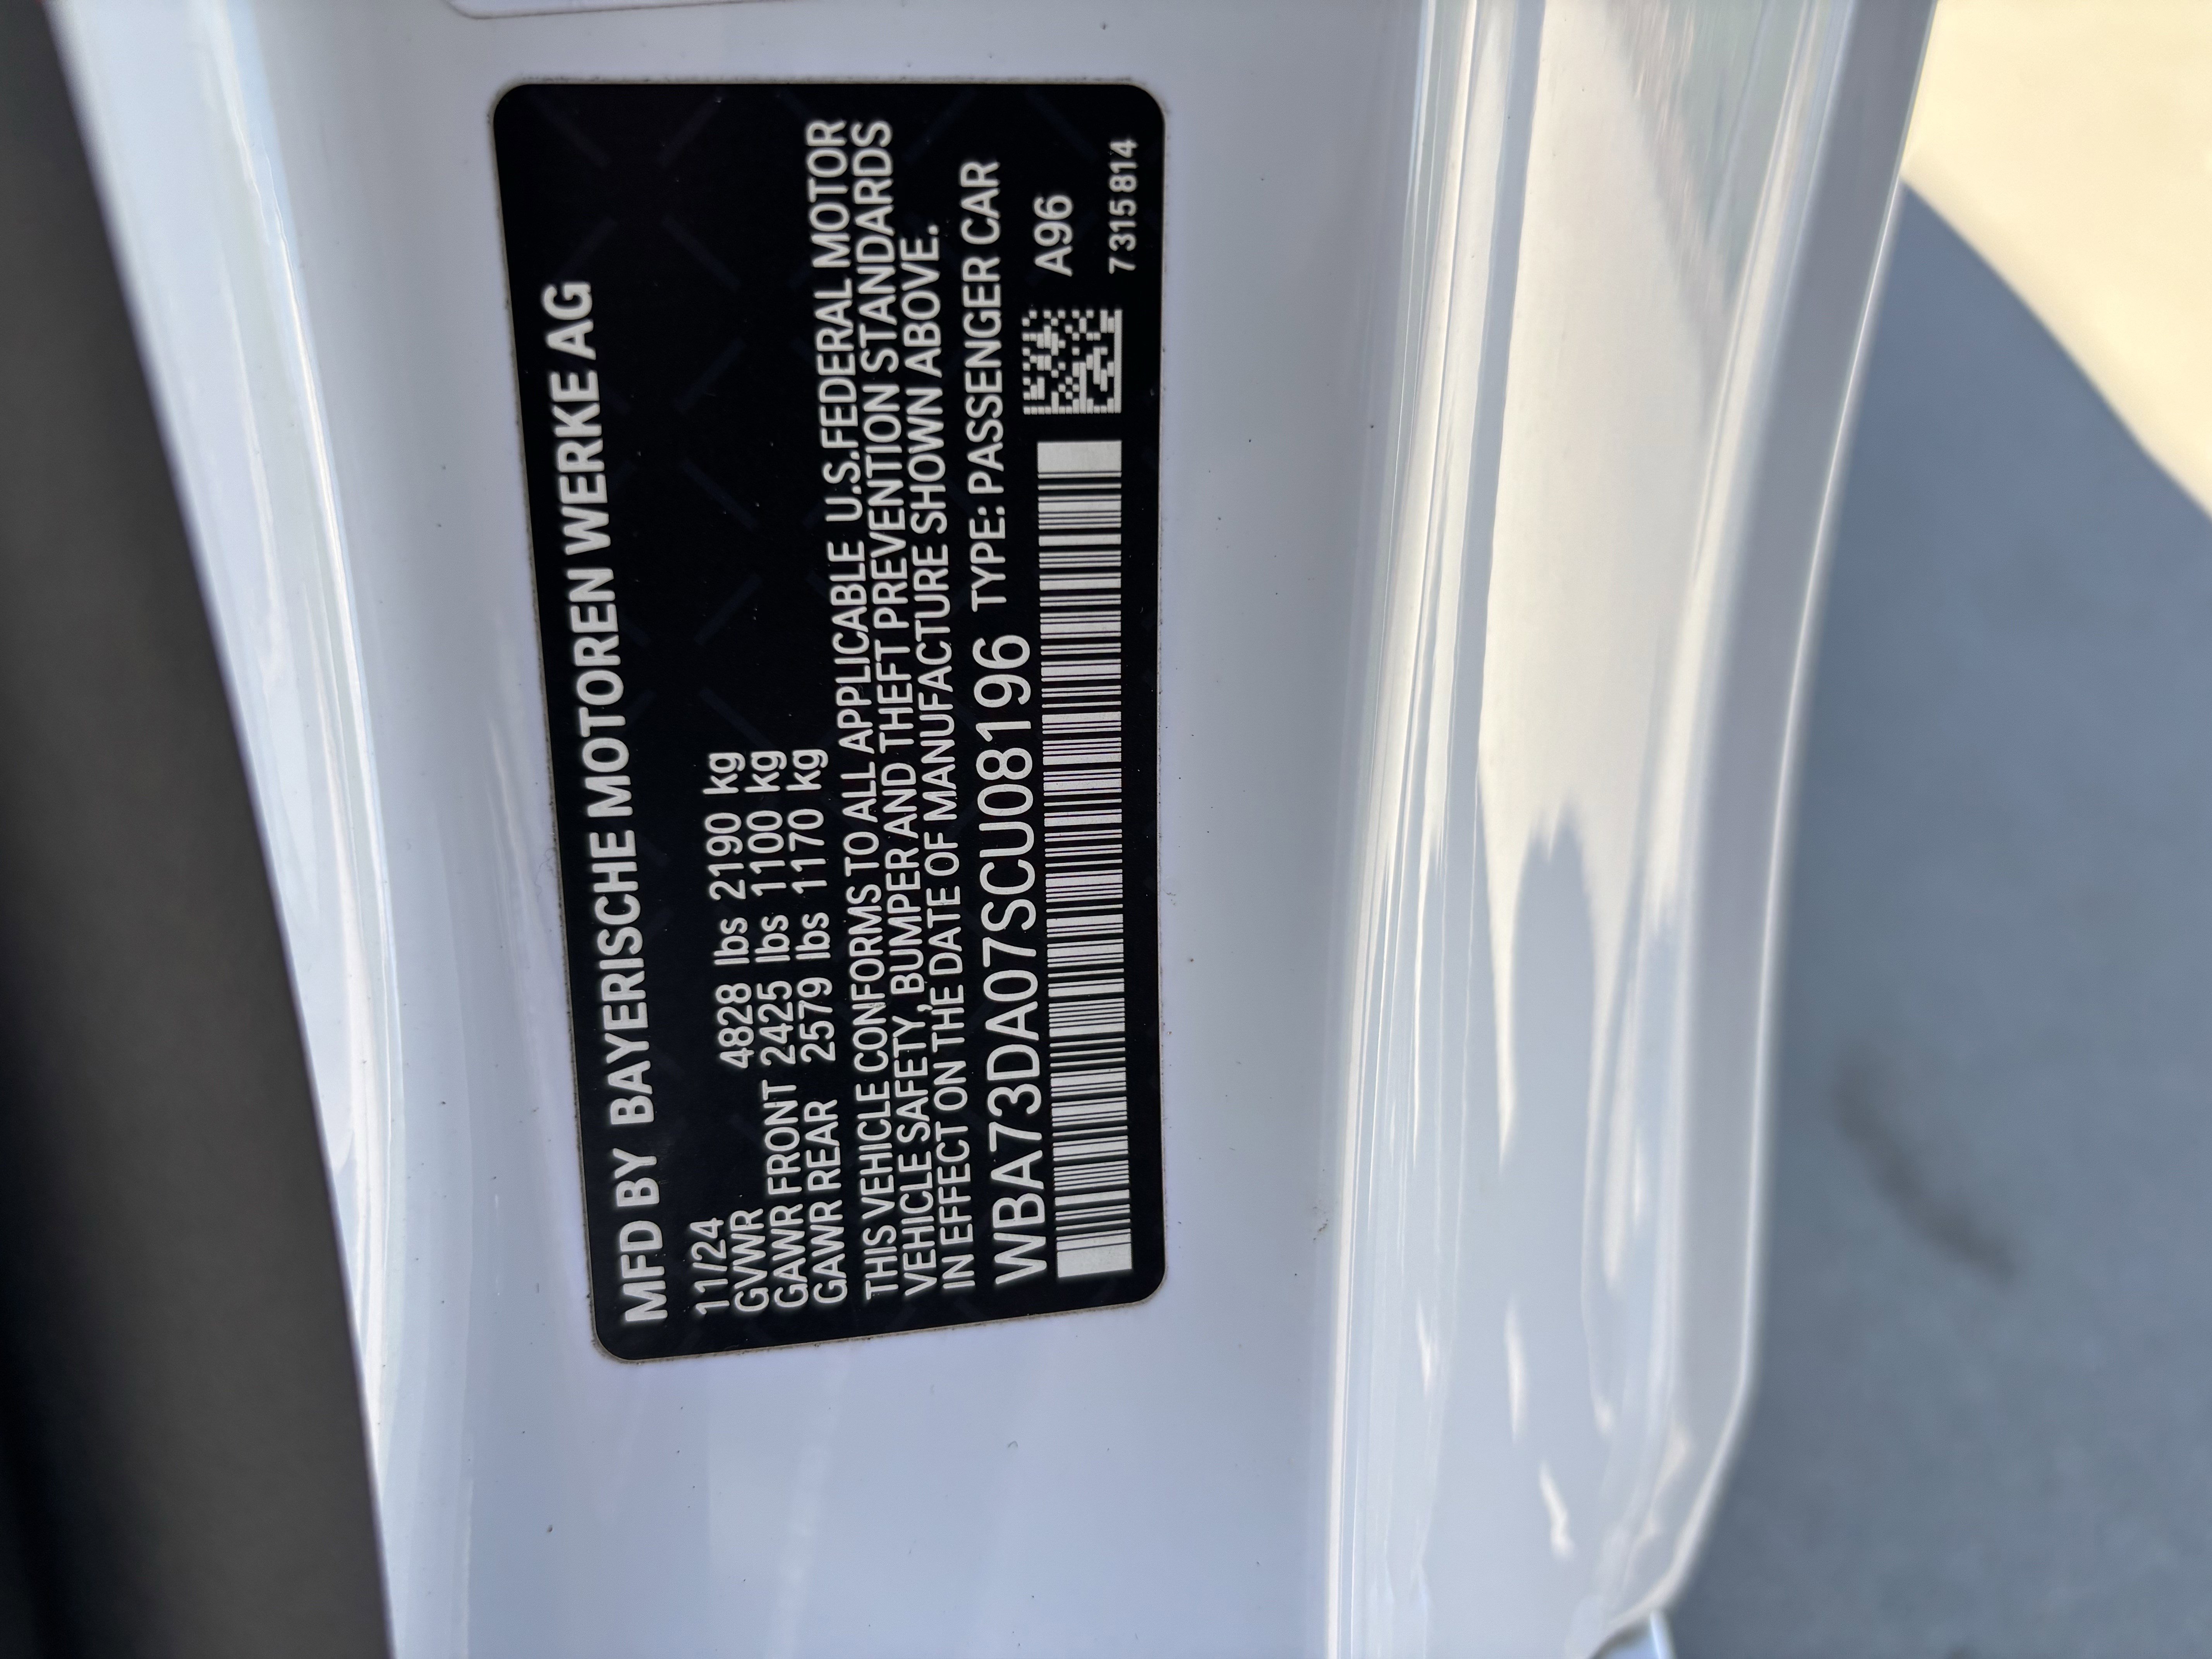 MFD BY BAYERISCHE MOTOREN WERKE AG
11/24
GVWR 4828 lbs 2190 kg
GAWR FRONT 2425 lbs 1100 kg
GAWR REAR 2579 lbs 1170 kg
THIS VEHICLE CONFORMS TO ALL APPLICABLE U.S.FEDERAL MOTOR
VEHICLE SAFETY, BUMPER AND THEFT PREVENTION STANDARDS
IN EFFECT ON THE DATE OF MANUFACTURE SHOWN ABOVE.
WBA73DA07SCU08196 TYPE: PASSENGER CAR
A96
7315814